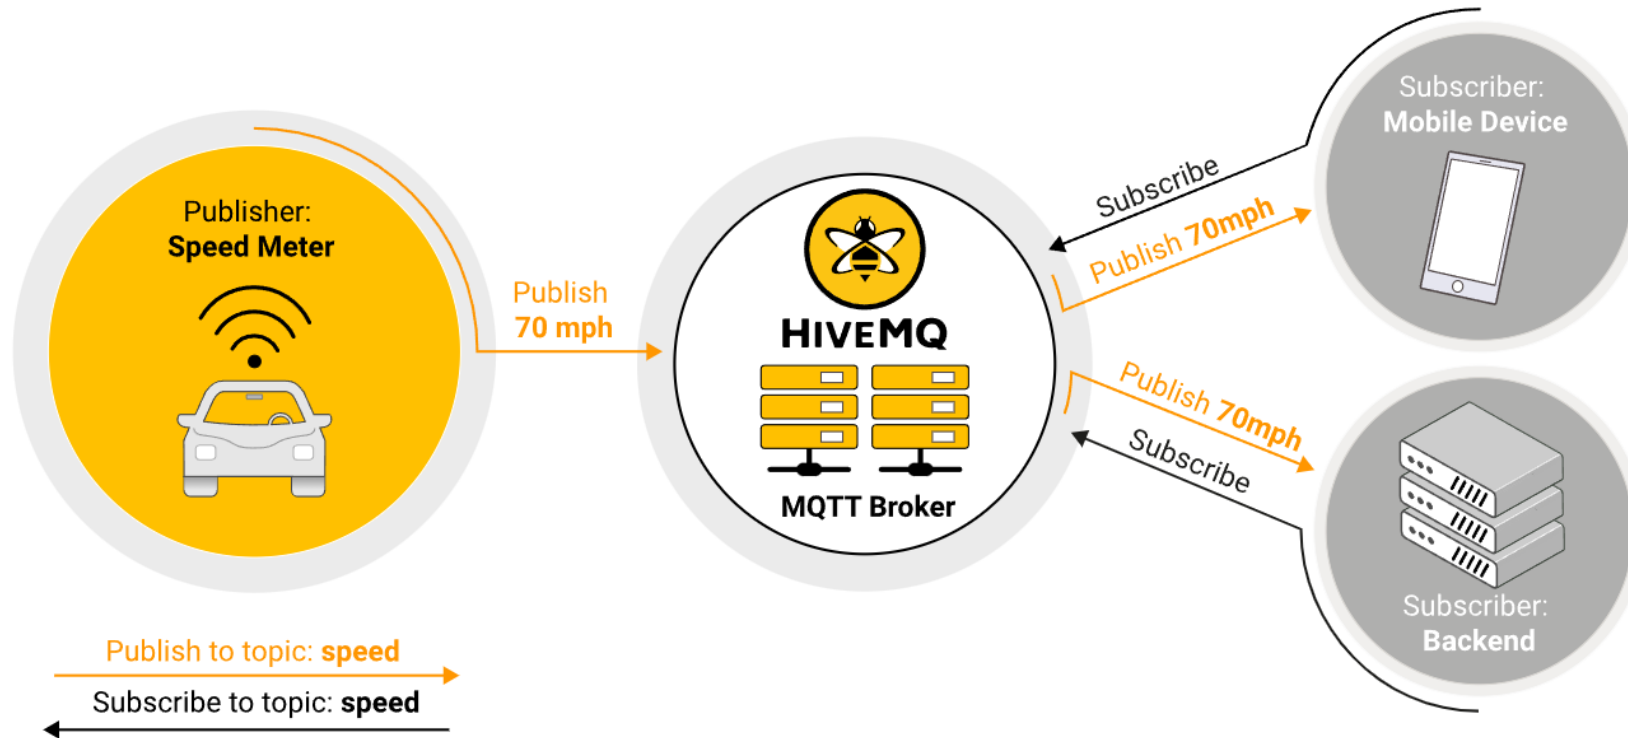 Publisher:
Speed Meter
Publish
70 mph
HIVEMQ
MQTT Broker
Subscribe
Publish 70mph
Publish 70mph
Subscribe
Subscriber:
Mobile Device
Subscriber:
Backend
Publish to topic: speed
Subscribe to topic: speed